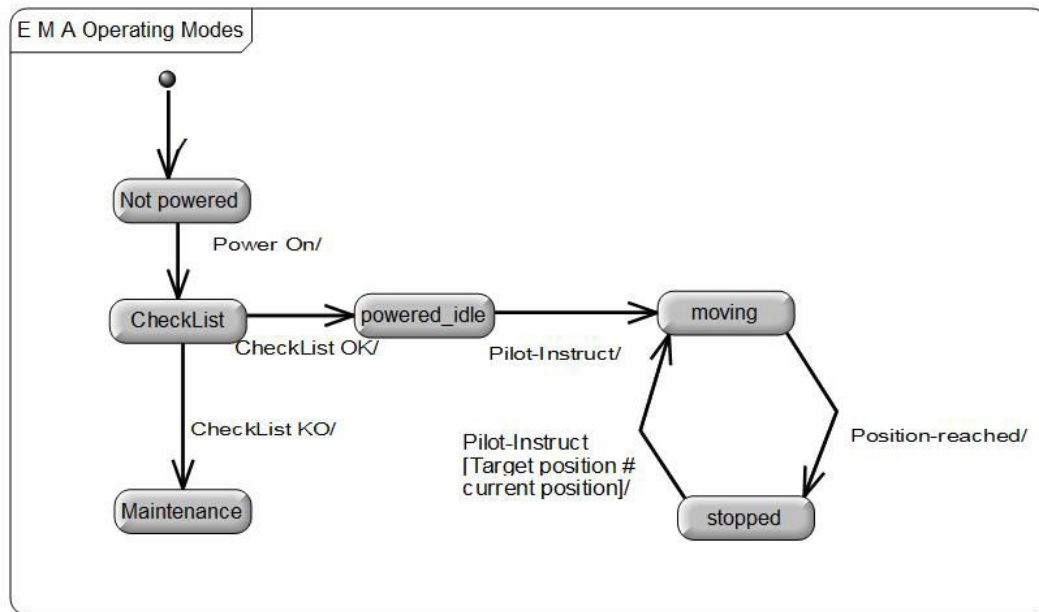 E M A Operating Modes
/
Not powered
Power On/
CheckList
powered_idle
moving
CheckList OK/
Pilot-Instruct/
CheckList KO/
Pilot-Instruct
[Target position #
current position]/
Position-reached/
Maintenance
stopped